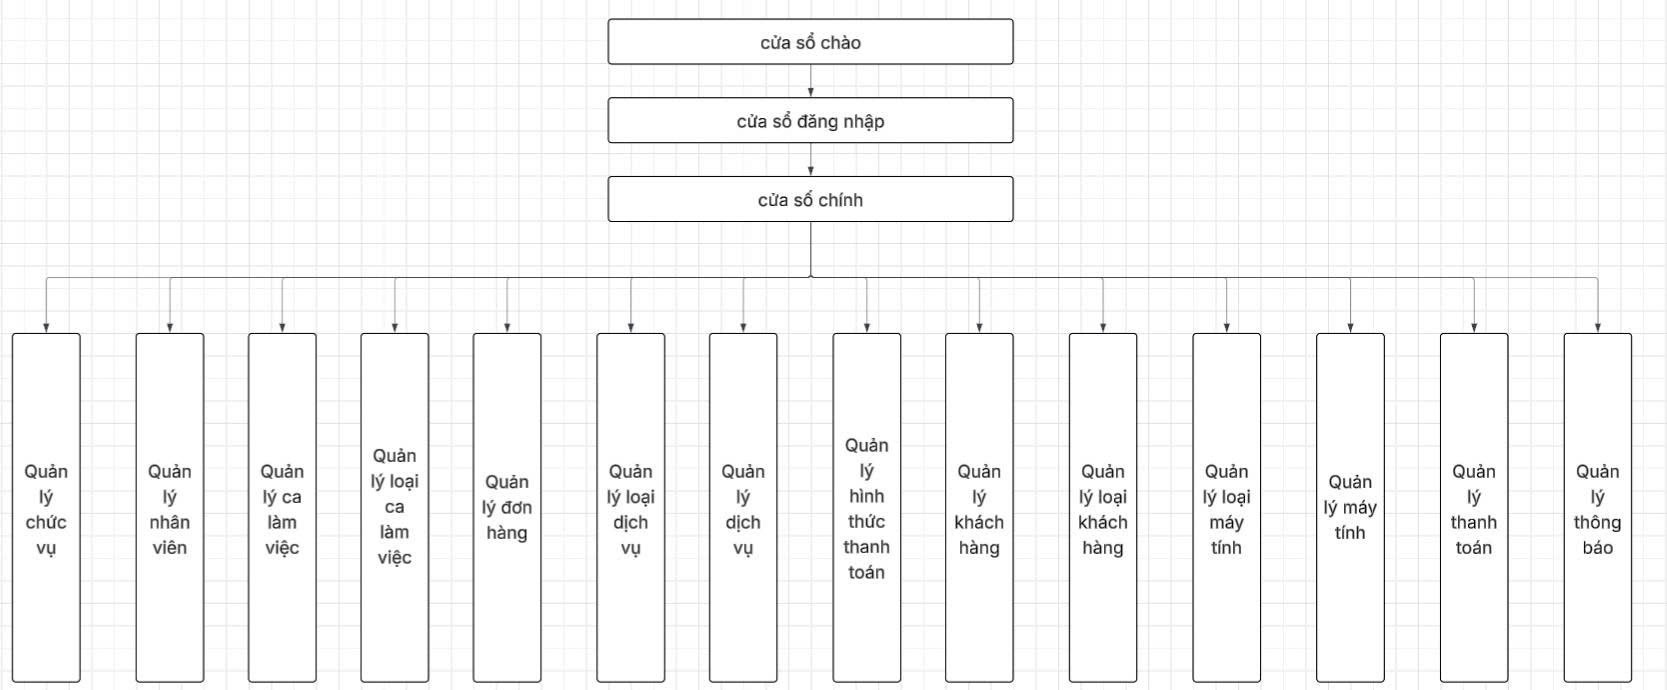 cửa sổ chào
cửa sổ đăng nhập
cửa số chính
Quản
lý
chức
vụ
Quản
lý
nhân
viên
Quản
lý ca
làm
việc
Quản
lý loại
ca
làm
việc
Quản
lý đơn
hàng
Quản
lý loại
dịch
vụ
Quản
lý
dịch
vụ
Quản
lý
hình
thức
thanh
toán
Quản
lý
khách
hàng
Quản
lý loại
khách
hàng
Quản
lý loại
máy
tính
Quản
lý máy
tính
Quản
lý
thanh
toán
Quản
lý
thông
báo